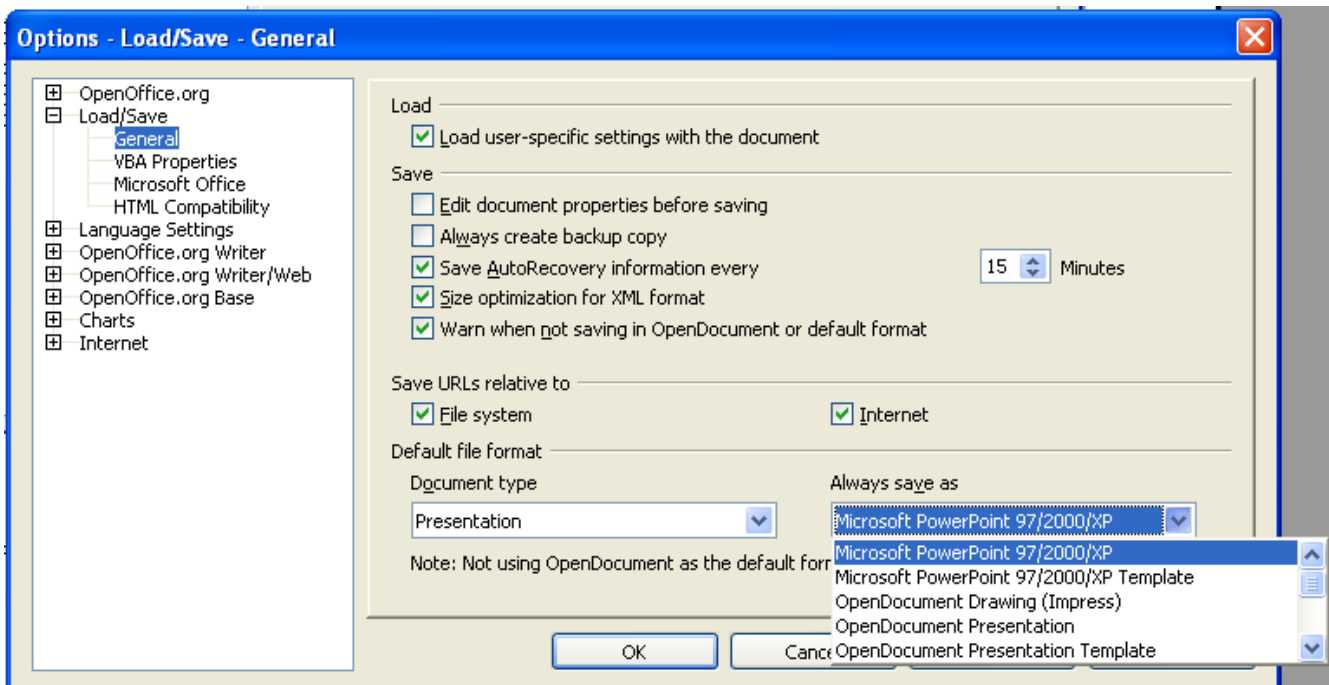 Options - Load/Save - General
OpenOffice.org
Load/Save
General
VBA Properties
Microsoft Office
HTML Compatibility
Language Settings
OpenOffice.org Writer
OpenOffice.org Writer/Web
OpenOffice.org Base
Charts
Internet
Load
Load user-specific settings with the document
Save
Edit document properties before saving
Always create backup copy
Save AutoRecovery information every 15 Minutes
Size optimization for XML format
Warn when not saving in OpenDocument or default format
Save URLs relative to
File system Internet
Default file format
Document type Always save as
Presentation Microsoft PowerPoint 97/2000/XP
Note: Not using OpenDocument as the default
Microsoft PowerPoint 97/2000/XP
Microsoft PowerPoint 97/2000/XP Template
OpenDocument Drawing (Impress)
OpenDocument Presentation
OpenDocument Presentation Template
OK